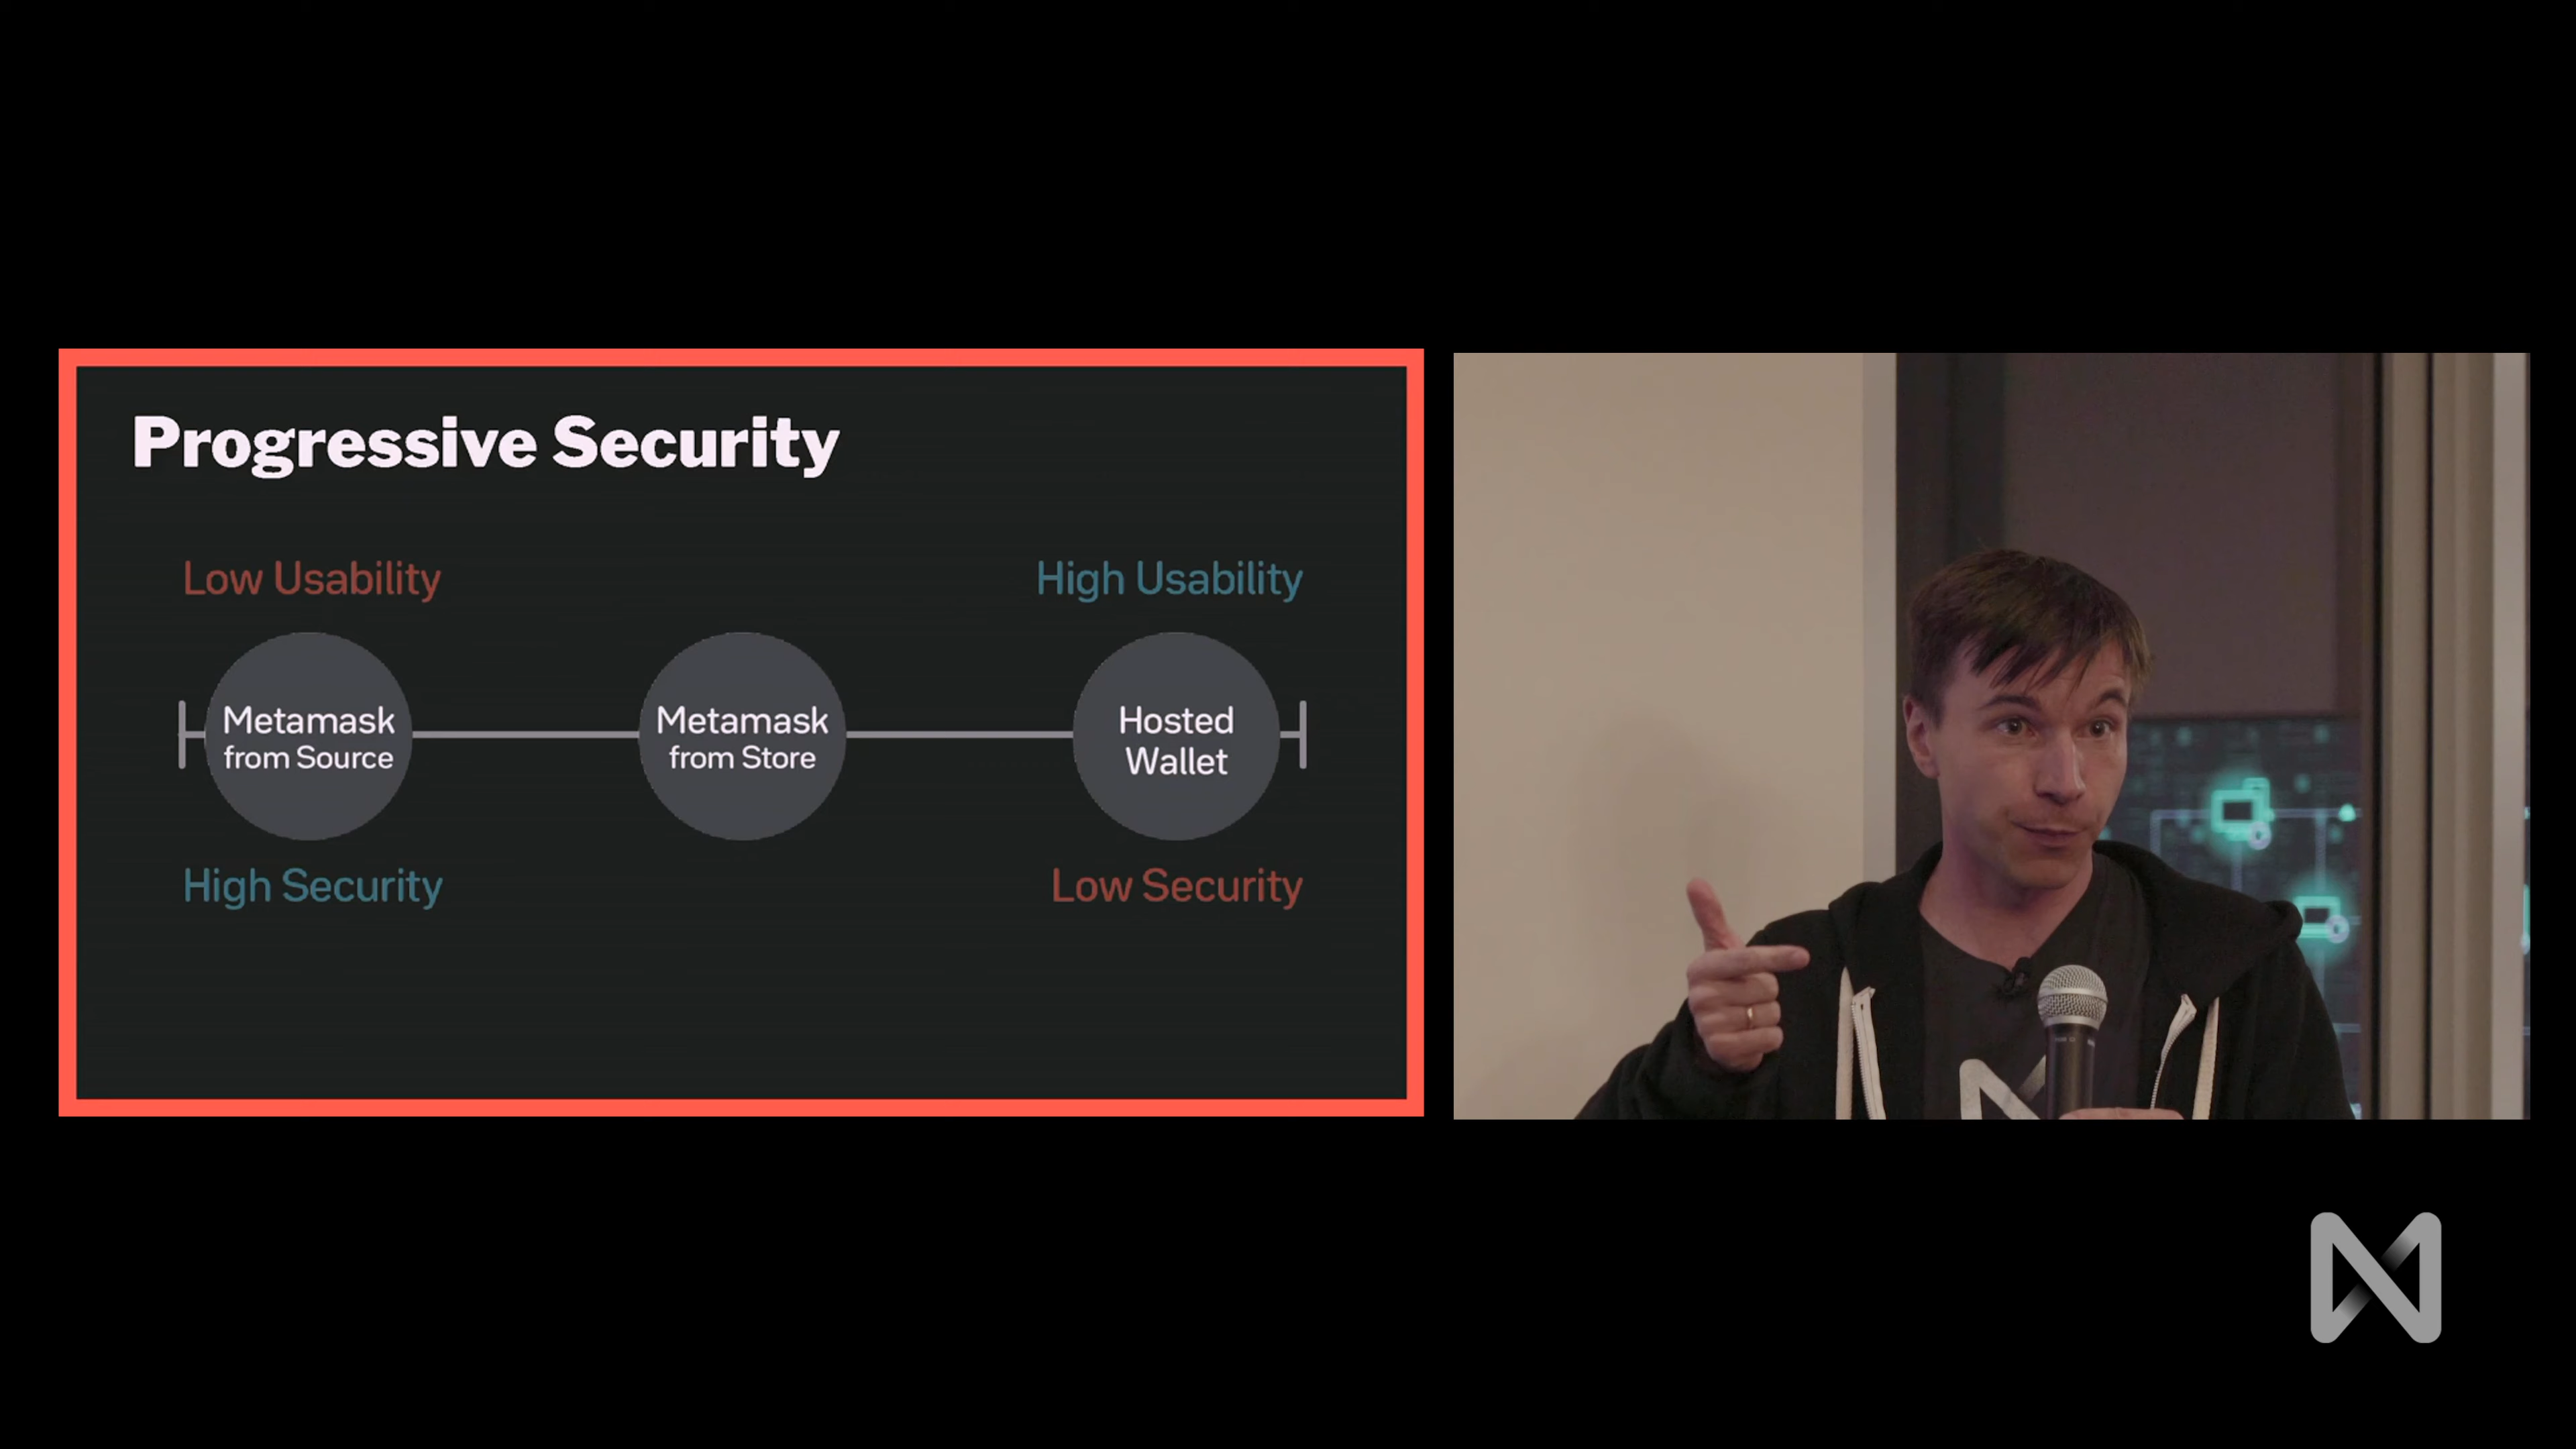 Progressive Security
Low Usability
High Usability
Metamask
from Source
Metamask
from Store
Hosted
Wallet
High Security
Low Security